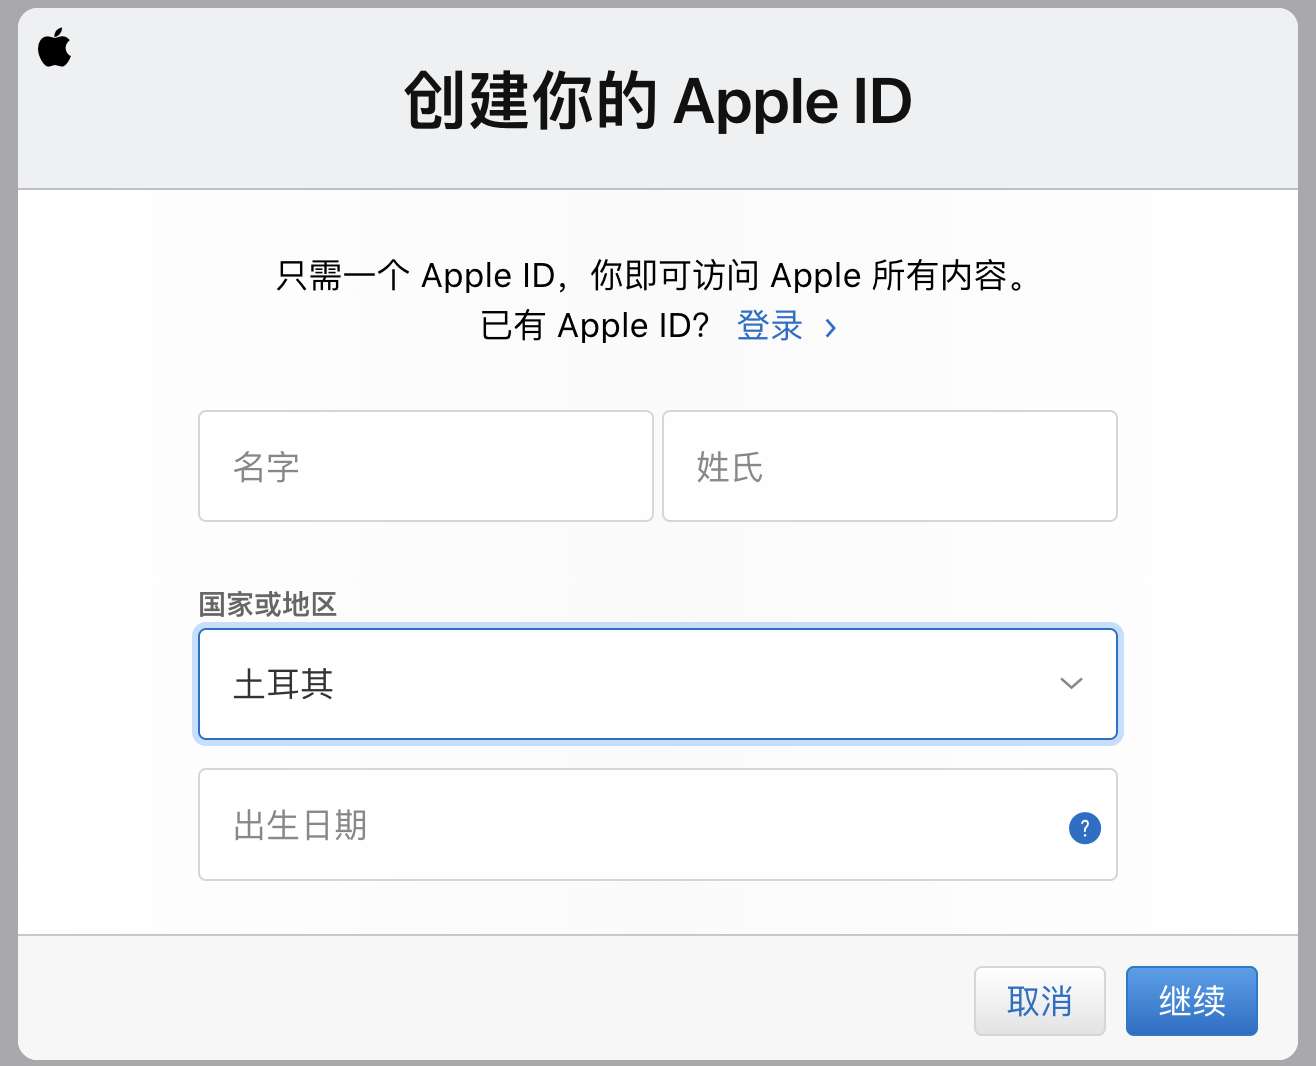 创建你的 Apple ID
只需一个 Apple ID，你即可访问 Apple 所有内容。
已有 Apple ID? 登录 ›
名字 姓氏
国家或地区
土耳其
出生日期 ?
取消 继续